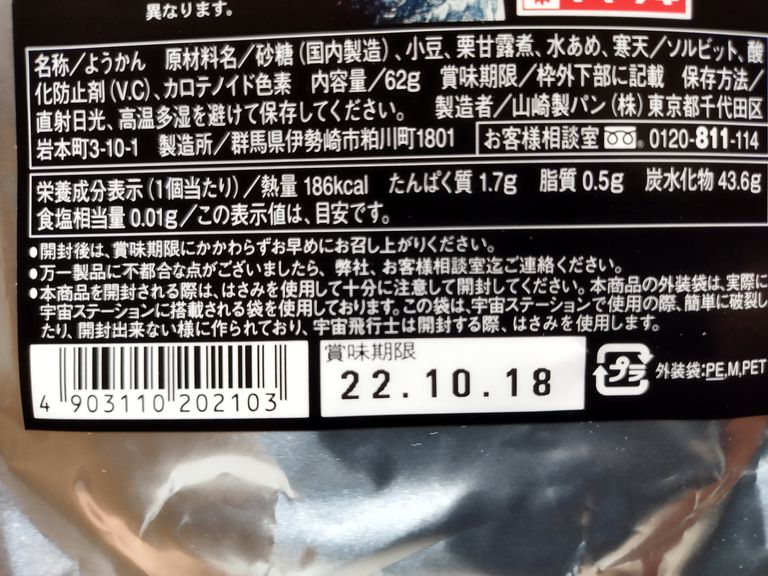 異なります。
名称／ようかん 原材料名／砂糖（国内製造）、小豆、栗甘露煮、水あめ、寒天／ソルビット、酸
化防止剤（V.C）、カロテノイド色素 内容量／62g 賞味期限／枠外下部に記載 保存方法／
直射日光、高温多湿を避けて保存してください。 製造者／山崎製パン（株）東京都千代田区
岩本町3-10-1 製造所／群馬県伊勢崎市粕川町1801 お客様相談室 0120-811-114
栄養成分表示（1個当たり）／熱量 186kcal たんぱく質 1.7g 脂質 0.5g 炭水化物 43.6g
食塩相当量 0.01g／この表示値は、目安です。
●開封後は、賞味期限にかかわらずお早めにお召し上がりください。
●万一製品に不都合な点がございましたら、弊社、お客様相談室迄ご連絡ください。
●本商品を開封される際は、はさみを使用して十分に注意して開封してください。本商品の外装袋は、実際に
宇宙ステーションに搭載される袋を使用しております。この袋は、宇宙ステーションで使用の際、簡単に破裂し
たり、開封出来ない様に作られており、宇宙飛行士は開封する際、はさみを使用します。
4 903110 202103
賞味期限
22.10.18
プラ 外装袋:PE,M,PET